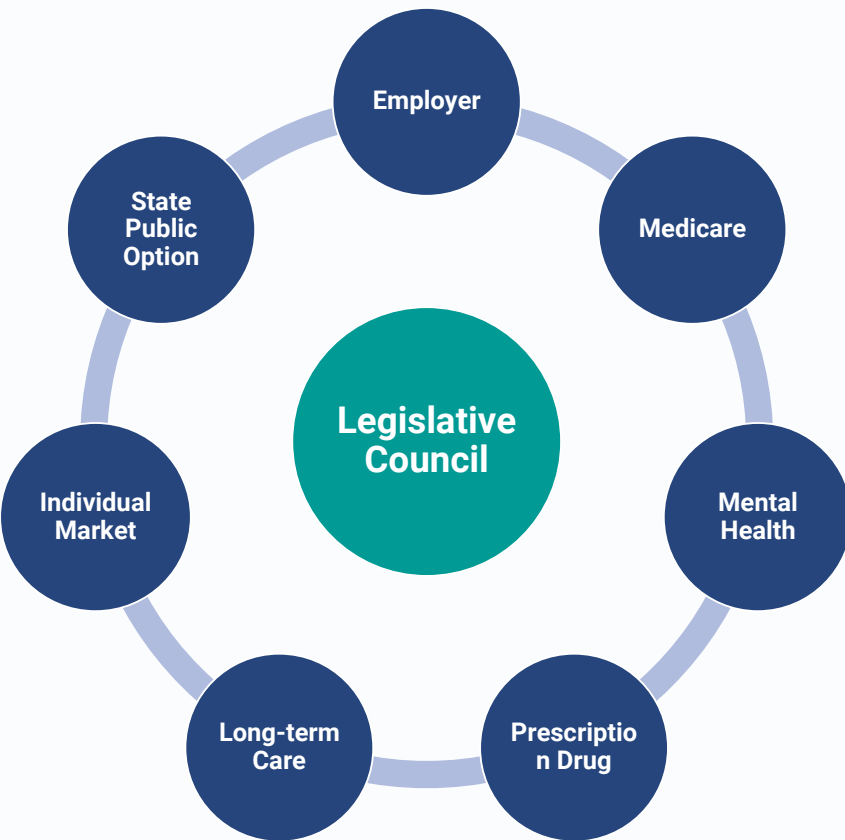 Employer
State
Public
Option
Medicare
Legislative
Council
Individual
Market
Mental
Health
Long-term
Care
Prescriptio
n Drug